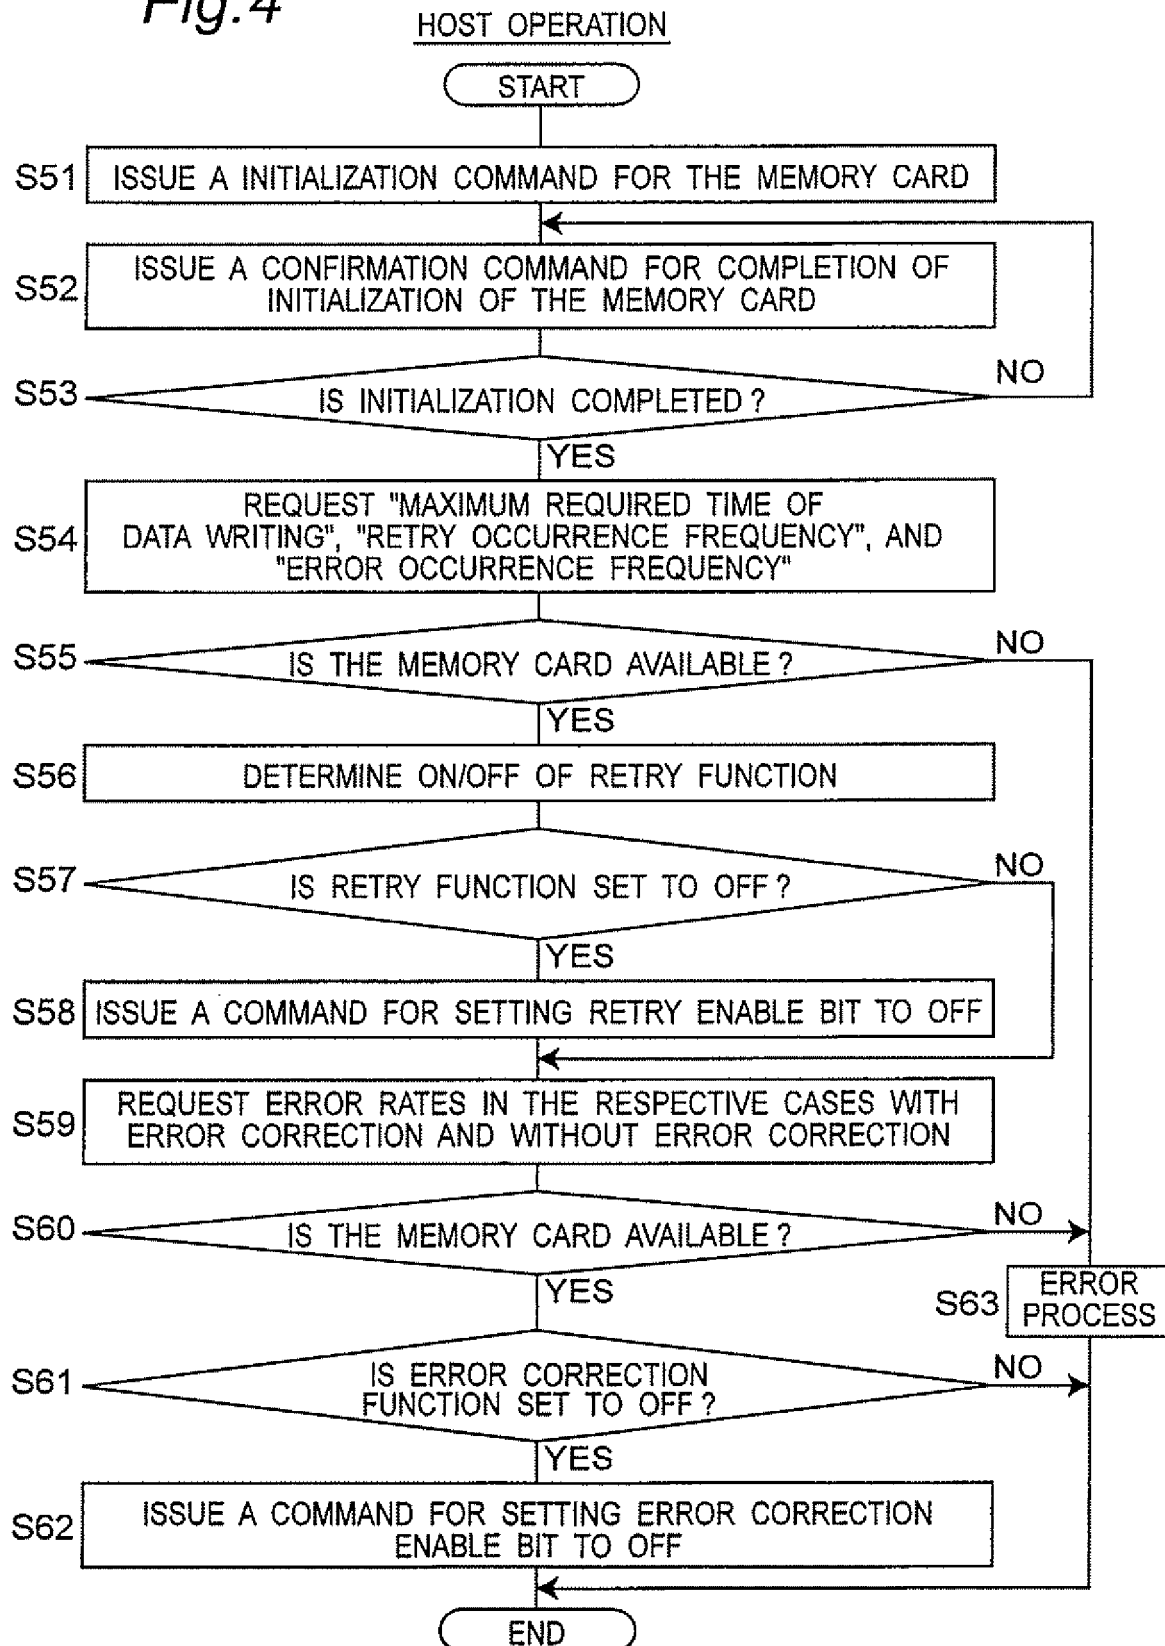 Fig.4
HOST OPERATION
START
S51
ISSUE A INITIALIZATION COMMAND FOR THE MEMORY CARD
S52
ISSUE A CONFIRMATION COMMAND FOR COMPLETION OF
INITIALIZATION OF THE MEMORY CARD
S53
IS INITIALIZATION COMPLETED?
NO
YES
S54
REQUEST "MAXIMUM REQUIRED TIME OF
DATA WRITING", "RETRY OCCURRENCE FREQUENCY", AND
"ERROR OCCURRENCE FREQUENCY"
S55
IS THE MEMORY CARD AVAILABLE?
NO
YES
S56
DETERMINE ON/OFF OF RETRY FUNCTION
S57
IS RETRY FUNCTION SET TO OFF?
NO
YES
S58
ISSUE A COMMAND FOR SETTING RETRY ENABLE BIT TO OFF
S59
REQUEST ERROR RATES IN THE RESPECTIVE CASES WITH
ERROR CORRECTION AND WITHOUT ERROR CORRECTION
S60
IS THE MEMORY CARD AVAILABLE?
NO
YES
S63
ERROR
PROCESS
S61
IS ERROR CORRECTION
FUNCTION SET TO OFF?
NO
YES
S62
ISSUE A COMMAND FOR SETTING ERROR CORRECTION
ENABLE BIT TO OFF
END